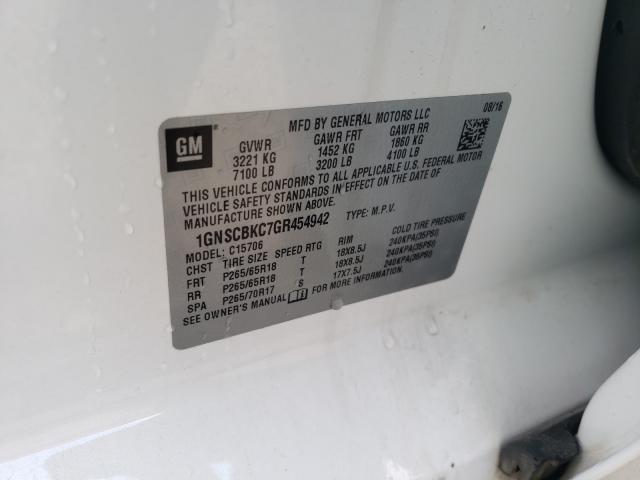 GM
MFD BY GENERAL MOTORS LLC
08/16
GVWR GAWR FRT GAWR RR
3221 KG 1452 KG 1860 KG
7100 LB 3200 LB 4100 LB
THIS VEHICLE CONFORMS TO ALL APPLICABLE U.S. FEDERAL MOTOR
VEHICLE SAFETY STANDARDS IN EFFECT ON THE DATE OF
MANUFACTURE SHOWN ABOVE.
1GNSCBKC7GR454942 TYPE: M.P.V.
MODEL: C15706
CHST TIRE SIZE SPEED RTG RIM COLD TIRE PRESSURE
FRT P265/65R18 T 18X8.5J 240KPA(35PSI)
RR P265/65R18 T 18X8.5J 240KPA(35PSI)
SPA P265/70R17 S 17X7.5J 240KPA(35PSI)
SEE OWNER'S MANUAL FOR MORE INFORMATION.